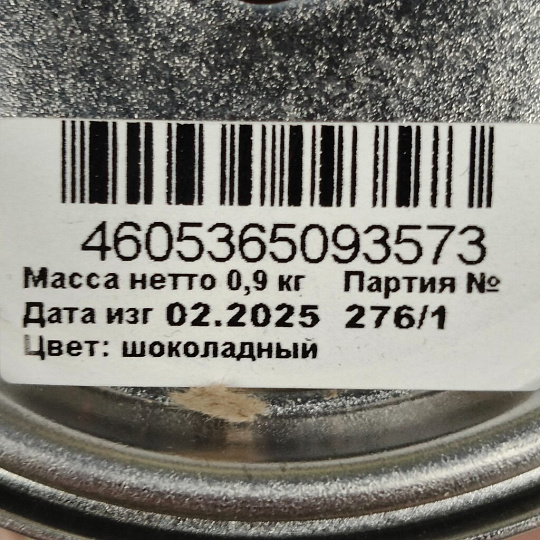 4605365093573
Масса нетто 0,9 кг Партия №
Дата изг 02.2025 276/1
Цвет: шоколадный